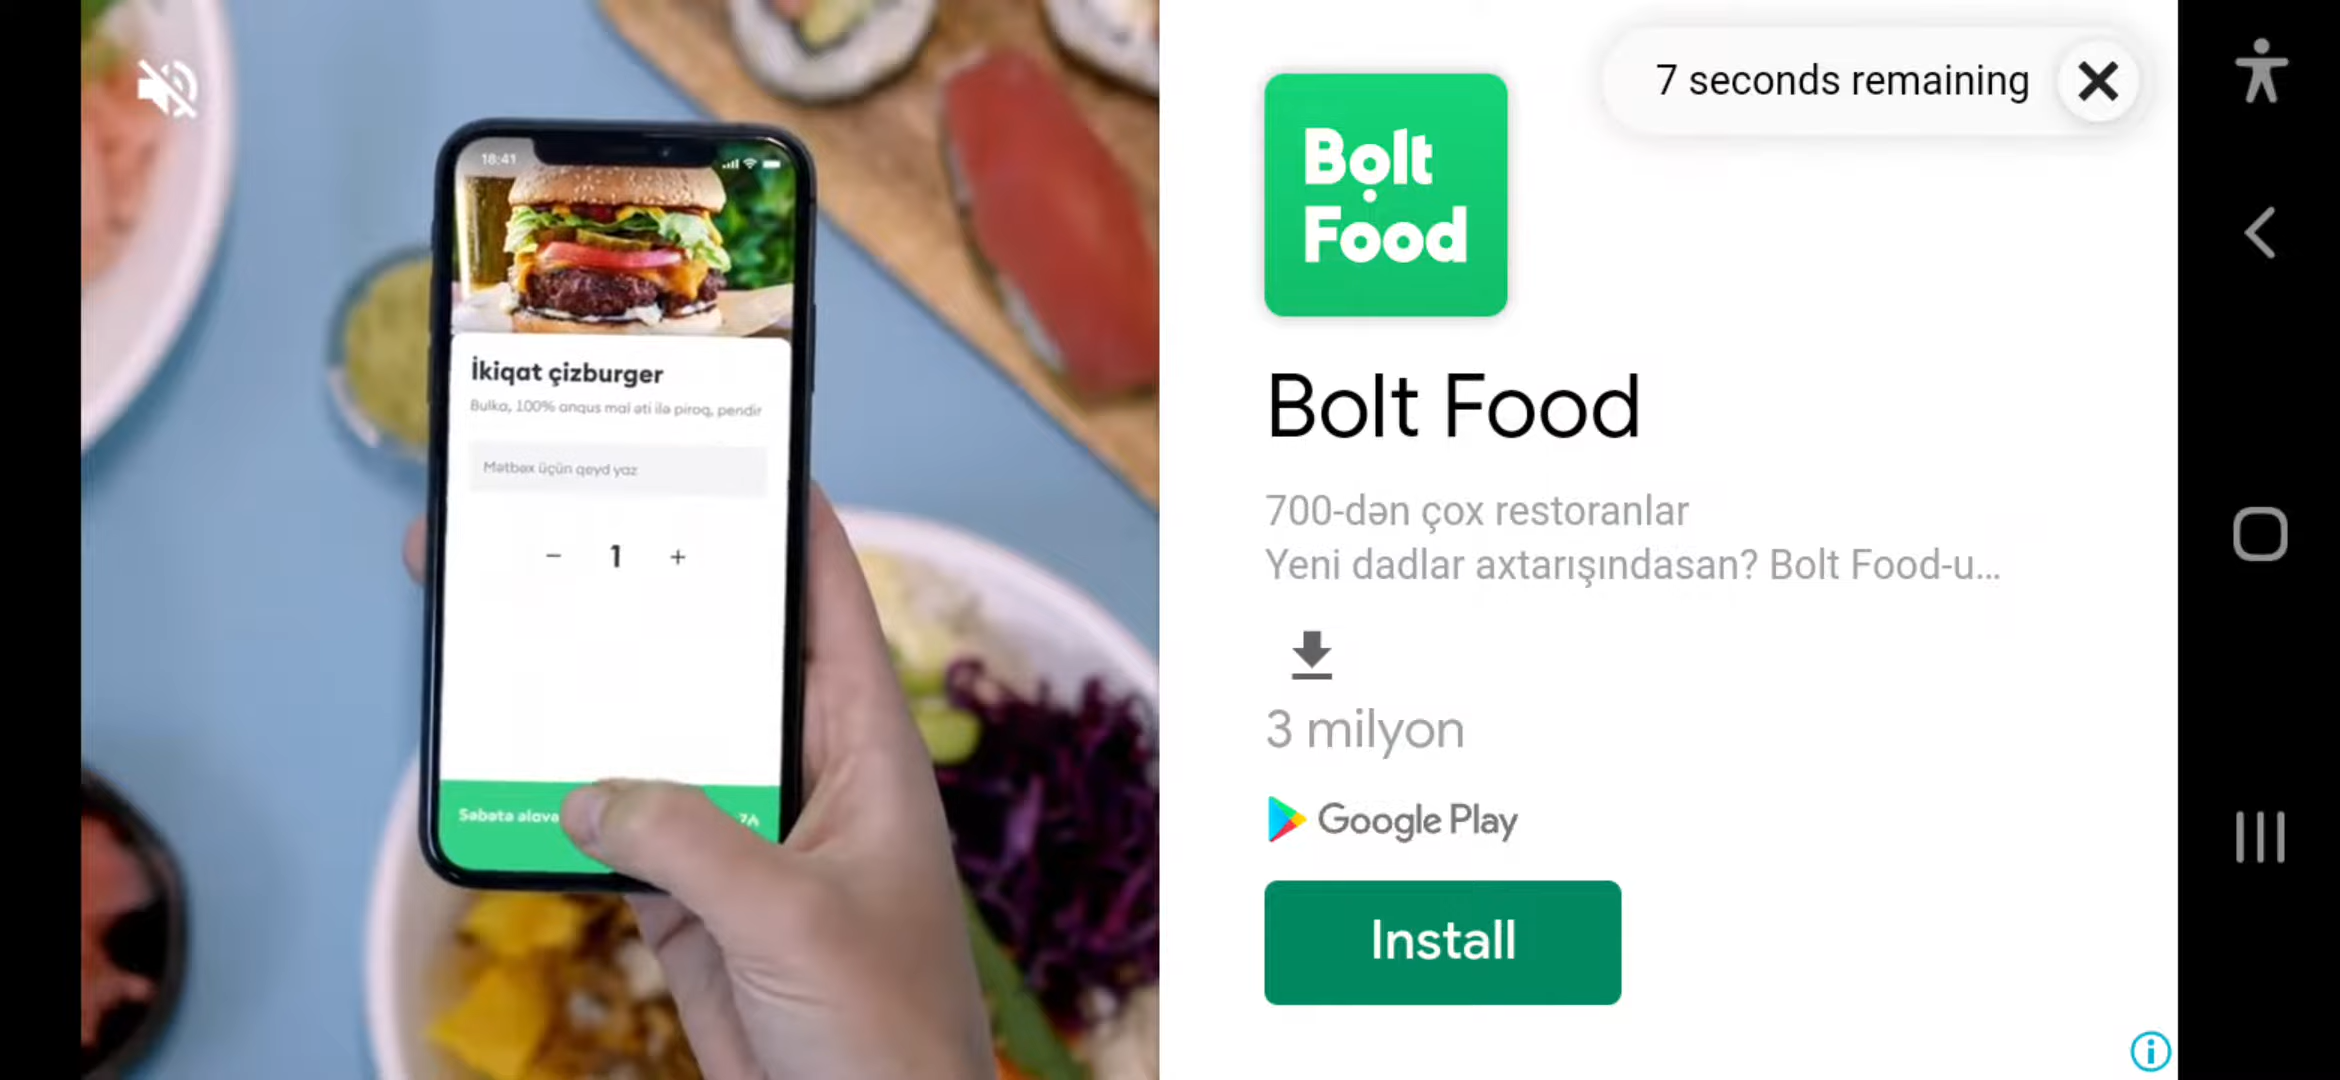 18:41
İkiqat çizburger
Bulka, 100% anqus mal əti ilə piroq, pendir
Mətbəx üçün qeyd yaz
1
Səbətə əlavə
7 seconds remaining
Bolt
Food
Bolt Food
700-dən çox restoranlar
Yeni dadlar axtarışındasan? Bolt Food-u...
3 milyon
Google Play
Install